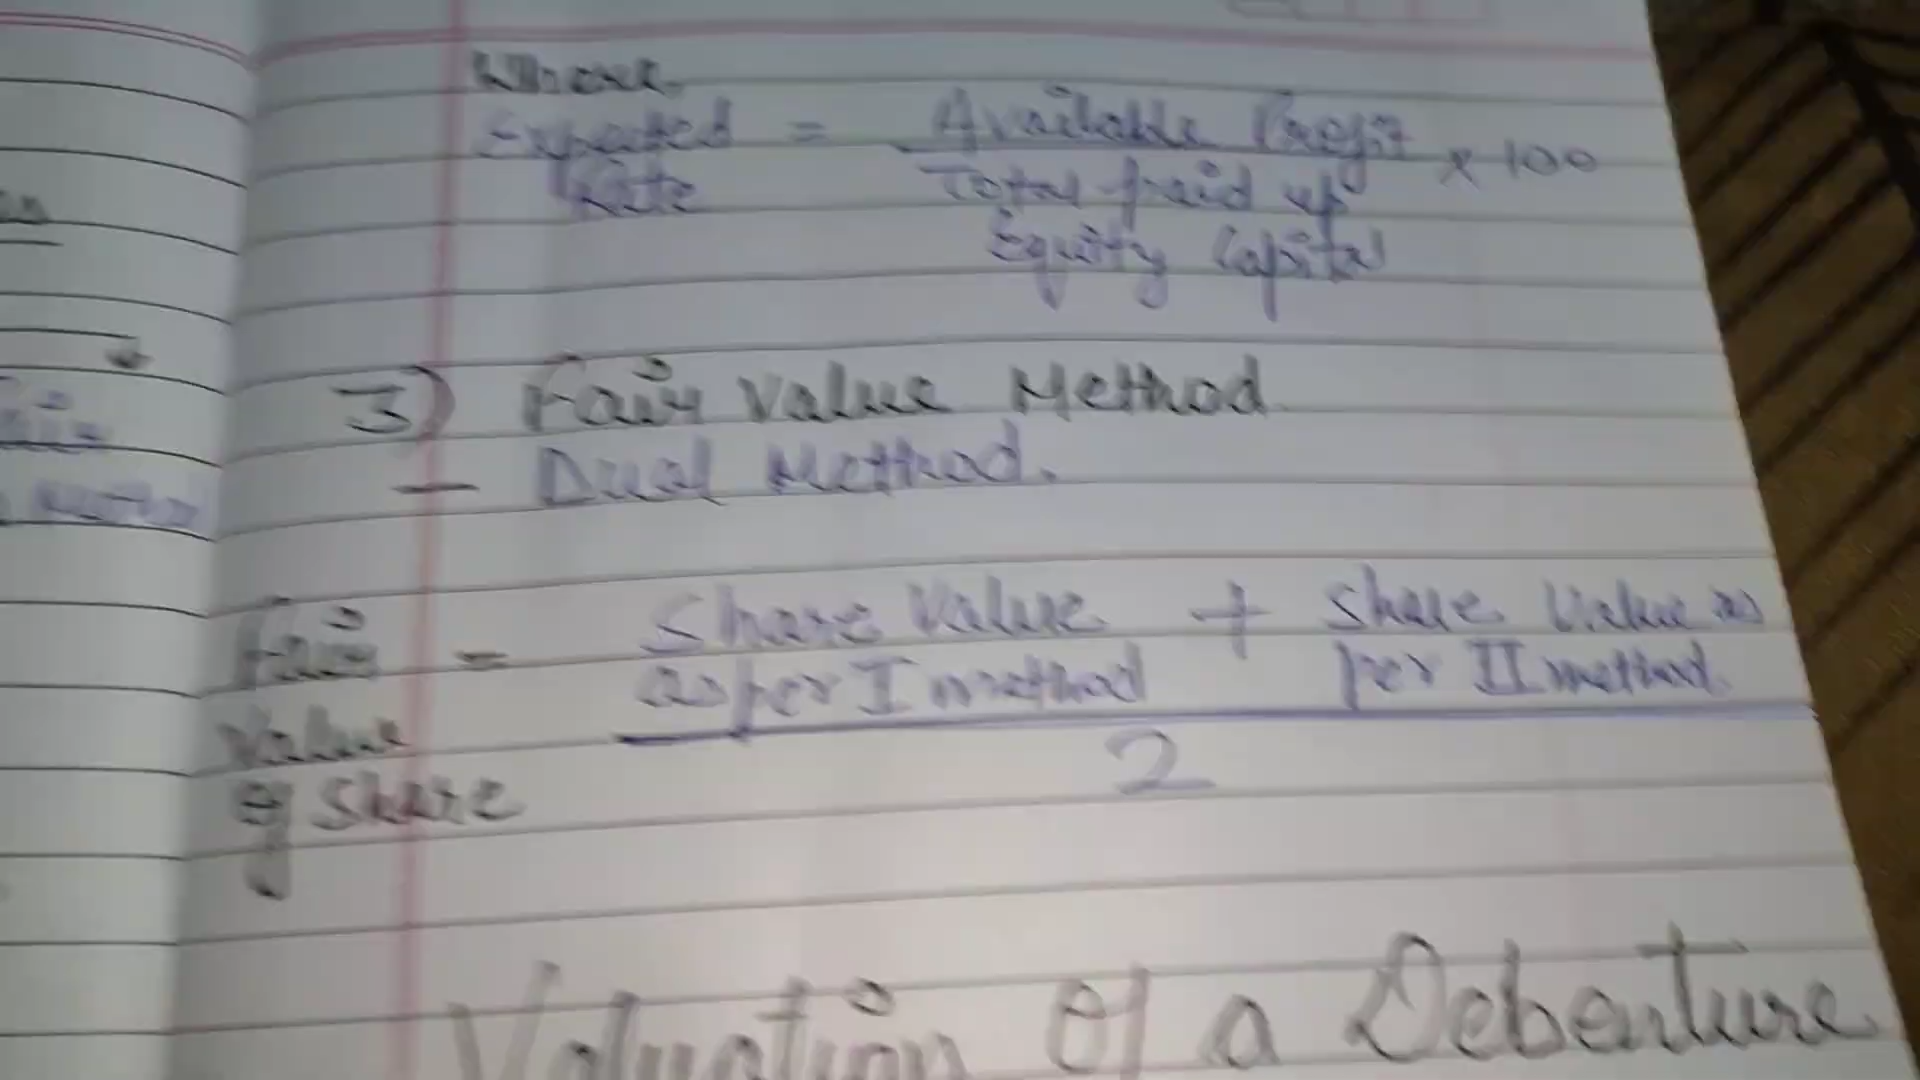 Where,
Expected = Available Profit × 100
Rate Total paid up
Equity Capital
3) Fair Value Method
– Dual Method.
Fair = Share Value + Share Value as
as per I method per II method
Value 2
of Share
Valuation of a Debenture